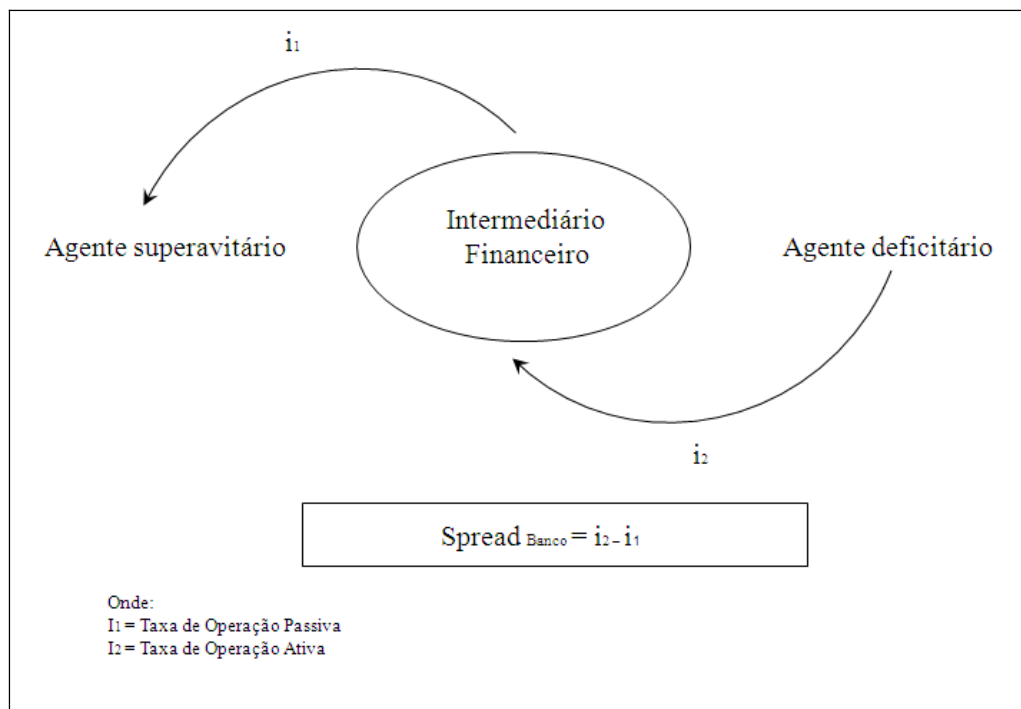 i₁
Agente superavitário
Intermediário
Financeiro
Agente deficitário
i₂
Spread Banco = i₂ – i₁
Onde:
I₁ = Taxa de Operação Passiva
I₂ = Taxa de Operação Ativa